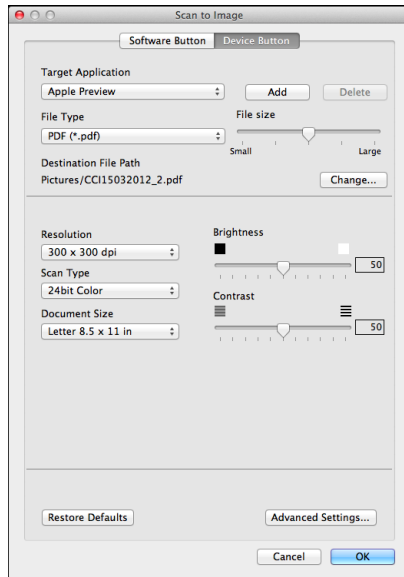 Scan to Image
Software Button Device Button
Target Application
Apple Preview Add Delete
File Type File size
PDF (*.pdf)
Small Large
Destination File Path
Pictures/CCI15032012_2.pdf Change...
Resolution Brightness
300 x 300 dpi
50
Scan Type
24bit Color
Contrast
Document Size
Letter 8.5 x 11 in 50
Restore Defaults Advanced Settings...
Cancel OK